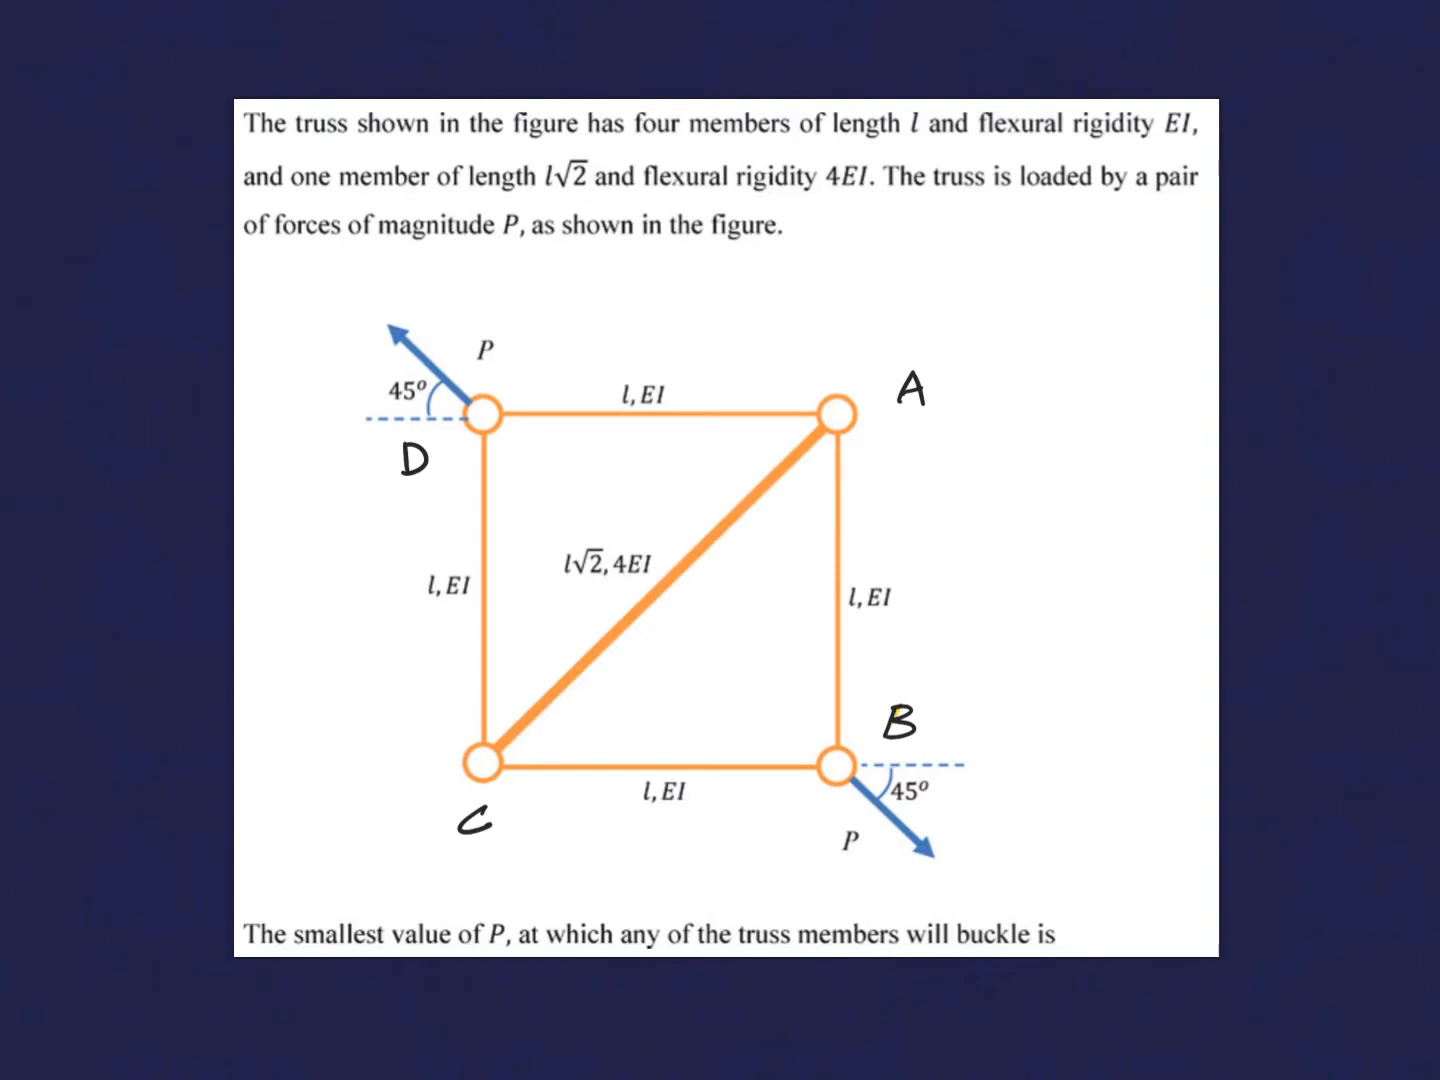 The truss shown in the figure has four members of length l and flexural rigidity EI,
and one member of length l√2 and flexural rigidity 4EI. The truss is loaded by a pair
of forces of magnitude P, as shown in the figure.
P
45°
l, EI
A
D
l√2, 4EI
l, EI
l, EI
B
45°
l, EI
C
P
The smallest value of P, at which any of the truss members will buckle is